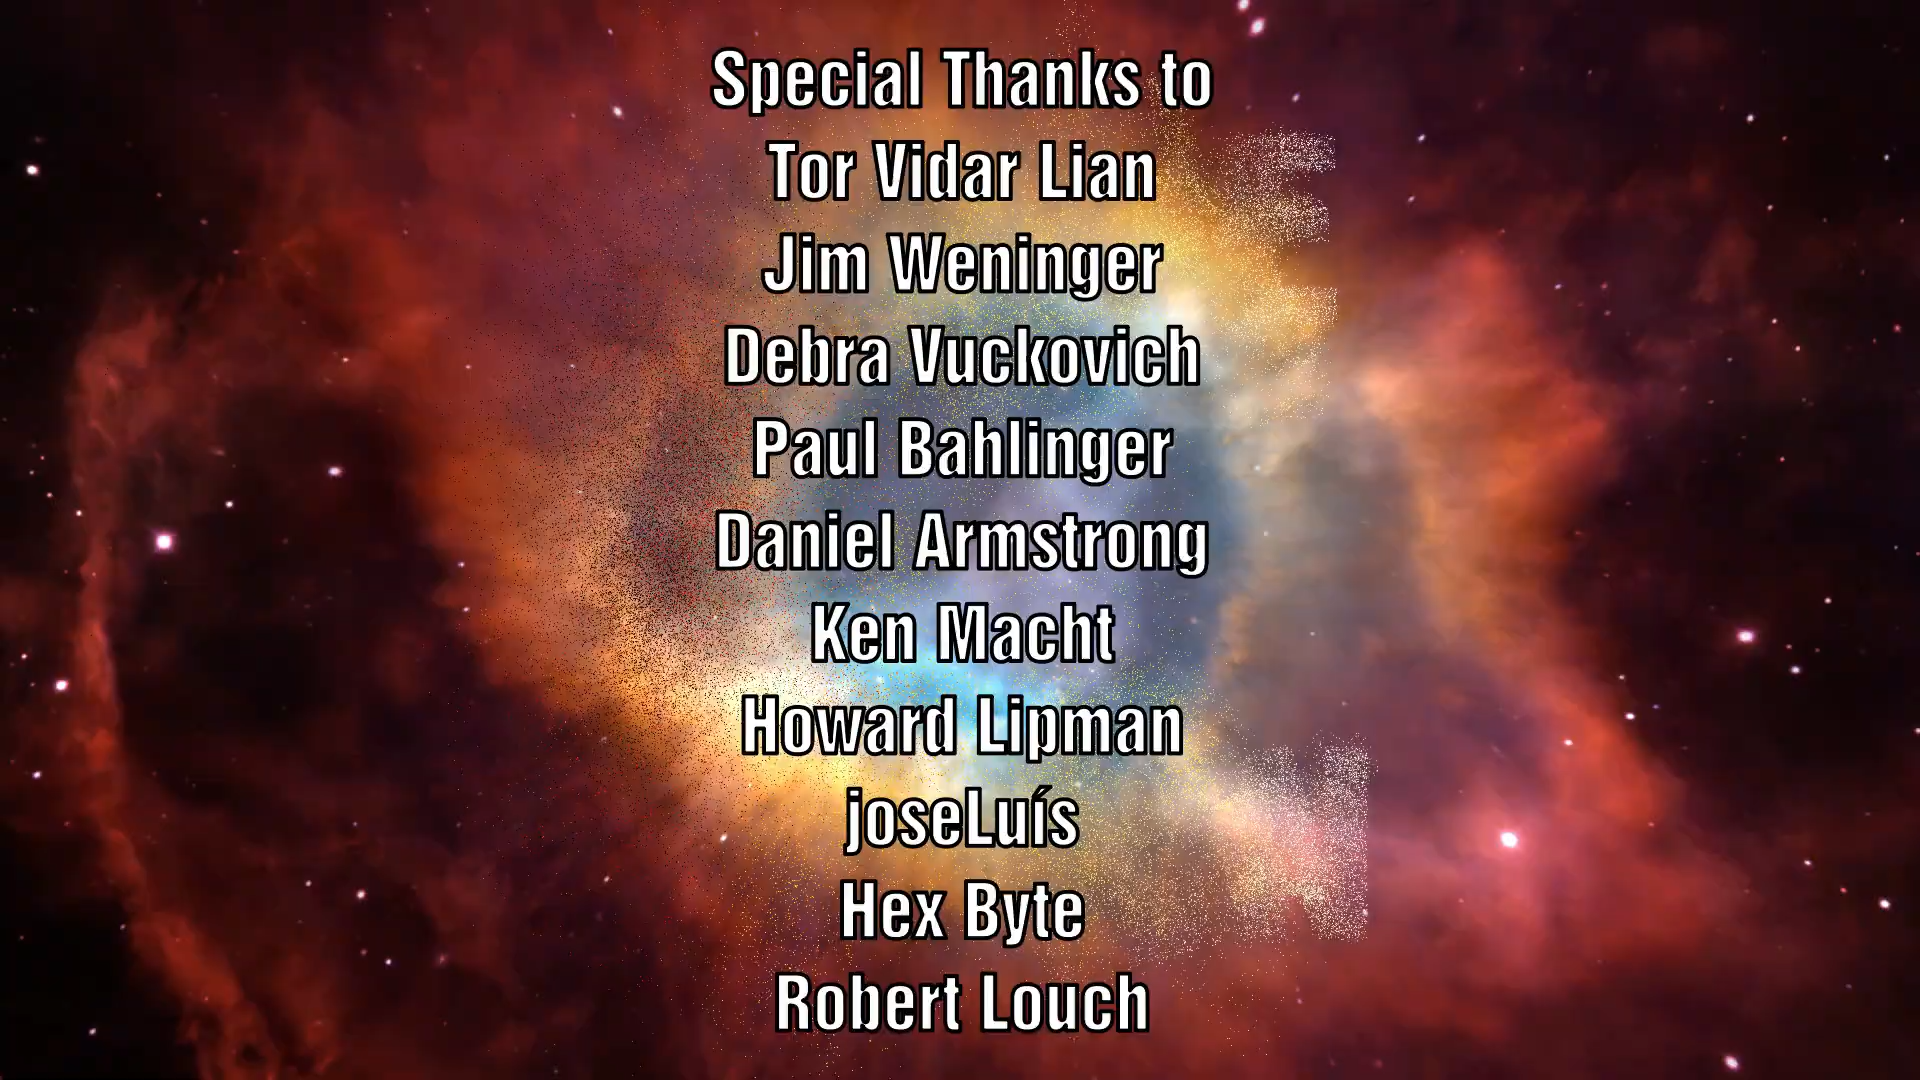 Special Thanks to
Tor Vidar Lian
Jim Weninger
Debra Vuckovich
Paul Bahlinger
Daniel Armstrong
Ken Macht
Howard Lipman
joseLuís
Hex Byte
Robert Louch